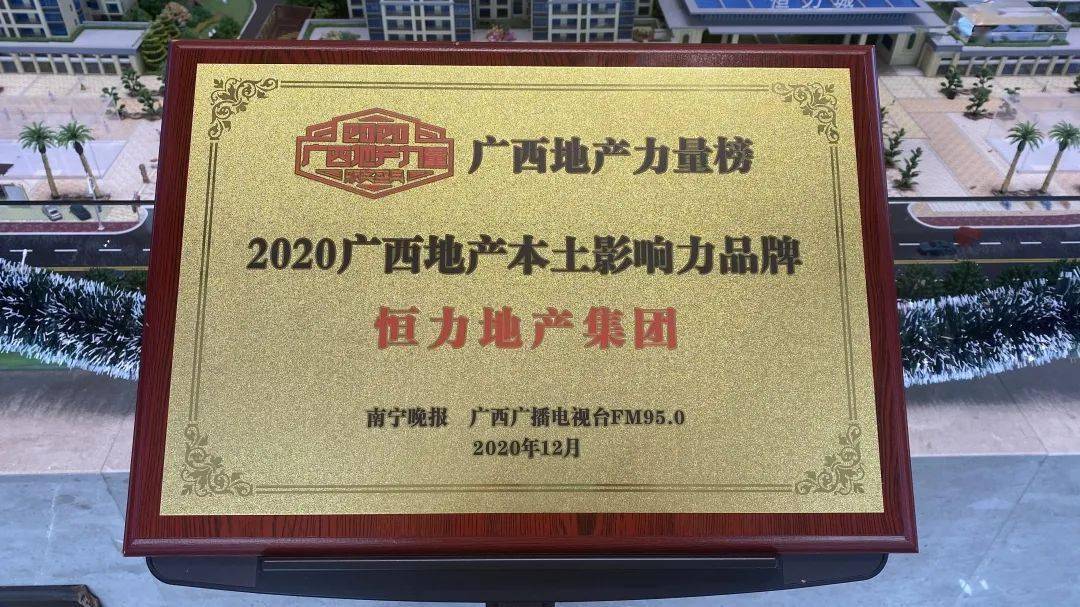 恒力城
2020
广西地产力量
广西地产力量榜
2020广西地产本土影响力品牌
恒力地产集团
南宁晚报 广西广播电视台FM95.0
2020年12月